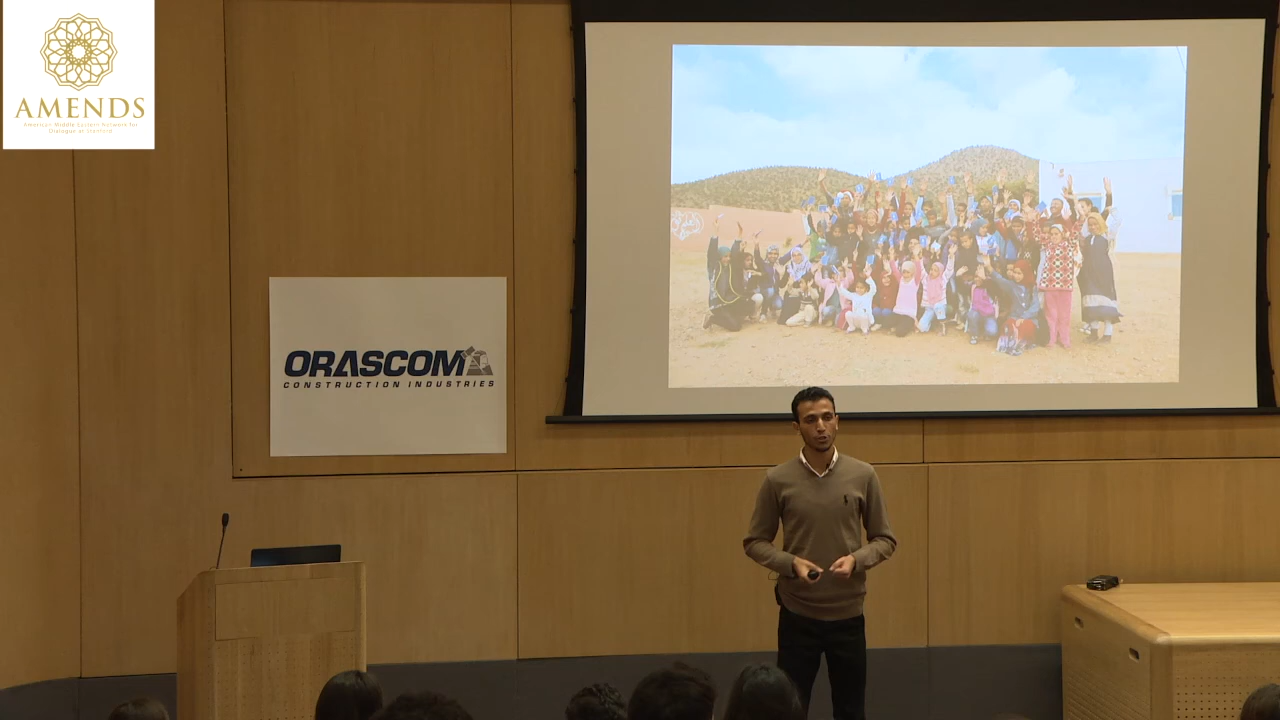 AMENDS
American Middle Eastern Network for
Dialogue at Stanford
ORASCOM
CONSTRUCTION INDUSTRIES